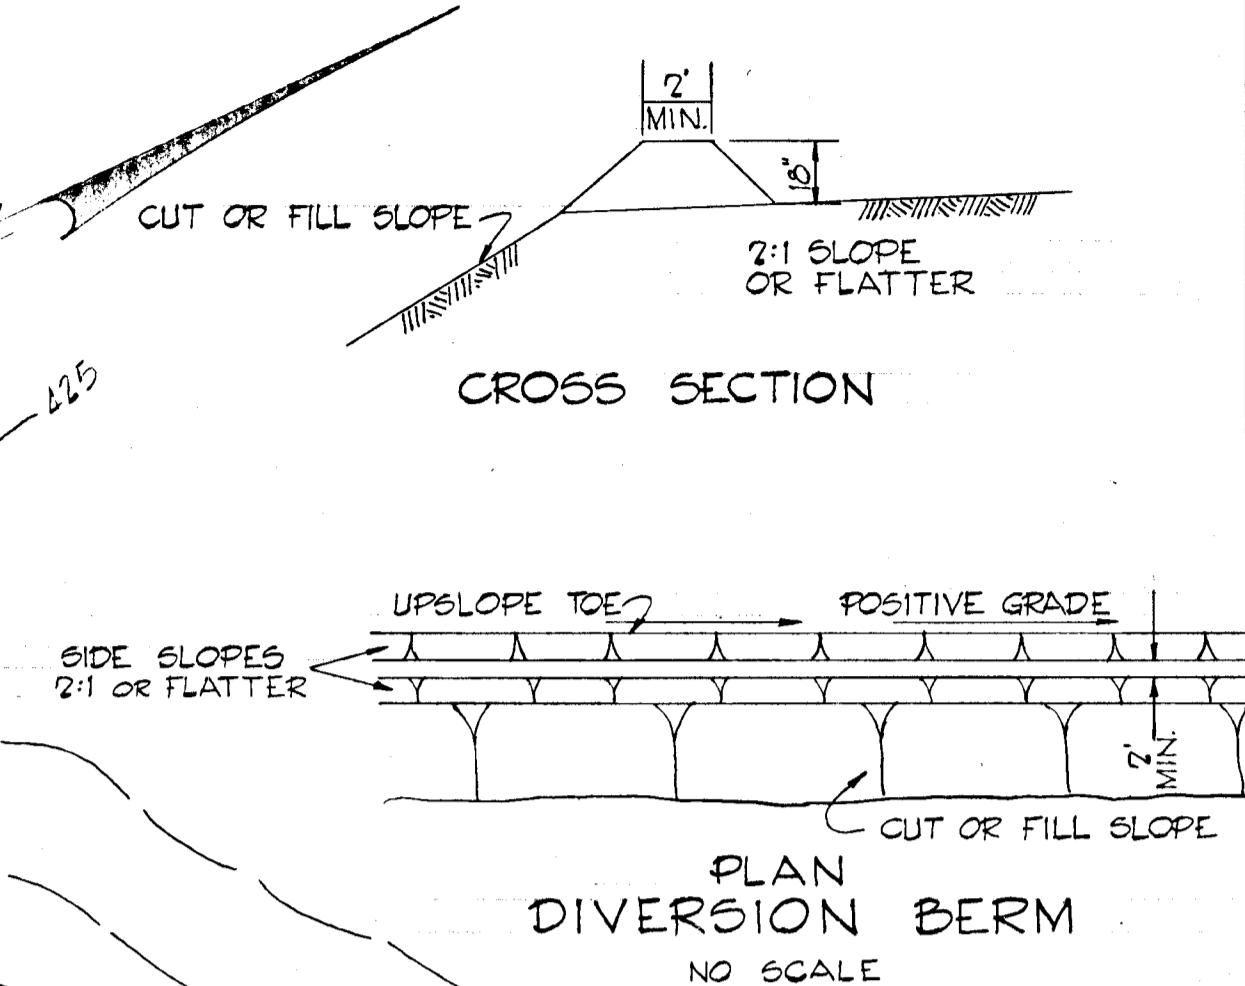 2'
MIN.
18"
CUT OR FILL SLOPE
2:1 SLOPE
OR FLATTER
CROSS SECTION
425
UPSLOPE TOE
POSITIVE GRADE
SIDE SLOPES
2:1 OR FLATTER
2'
MIN.
CUT OR FILL SLOPE
PLAN
DIVERSION BERM
NO SCALE